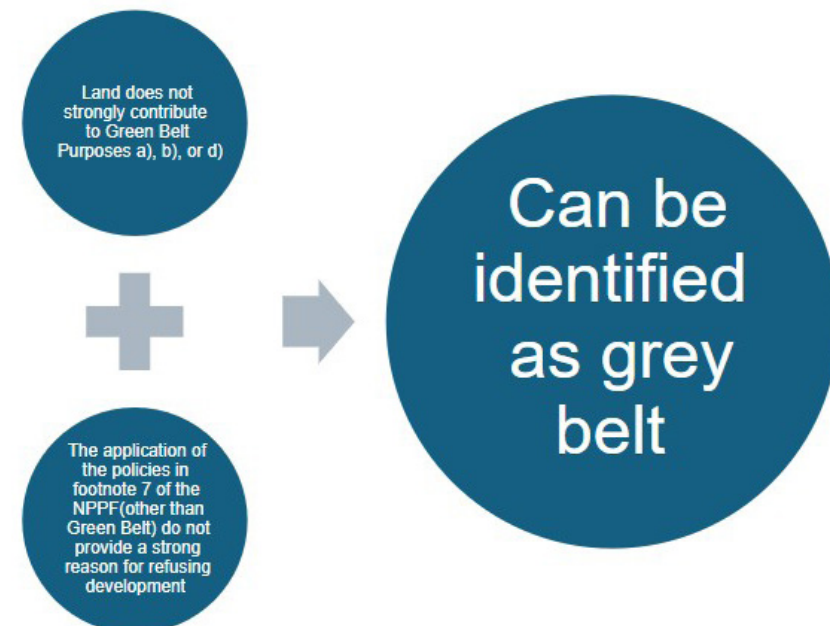 Land does not
strongly contribute
to Green Belt
Purposes a), b), or d)
The application of
the policies in
footnote 7 of the
NPPF(other than
Green Belt) do not
provide a strong
reason for refusing
development
Can be
identified
as grey
belt